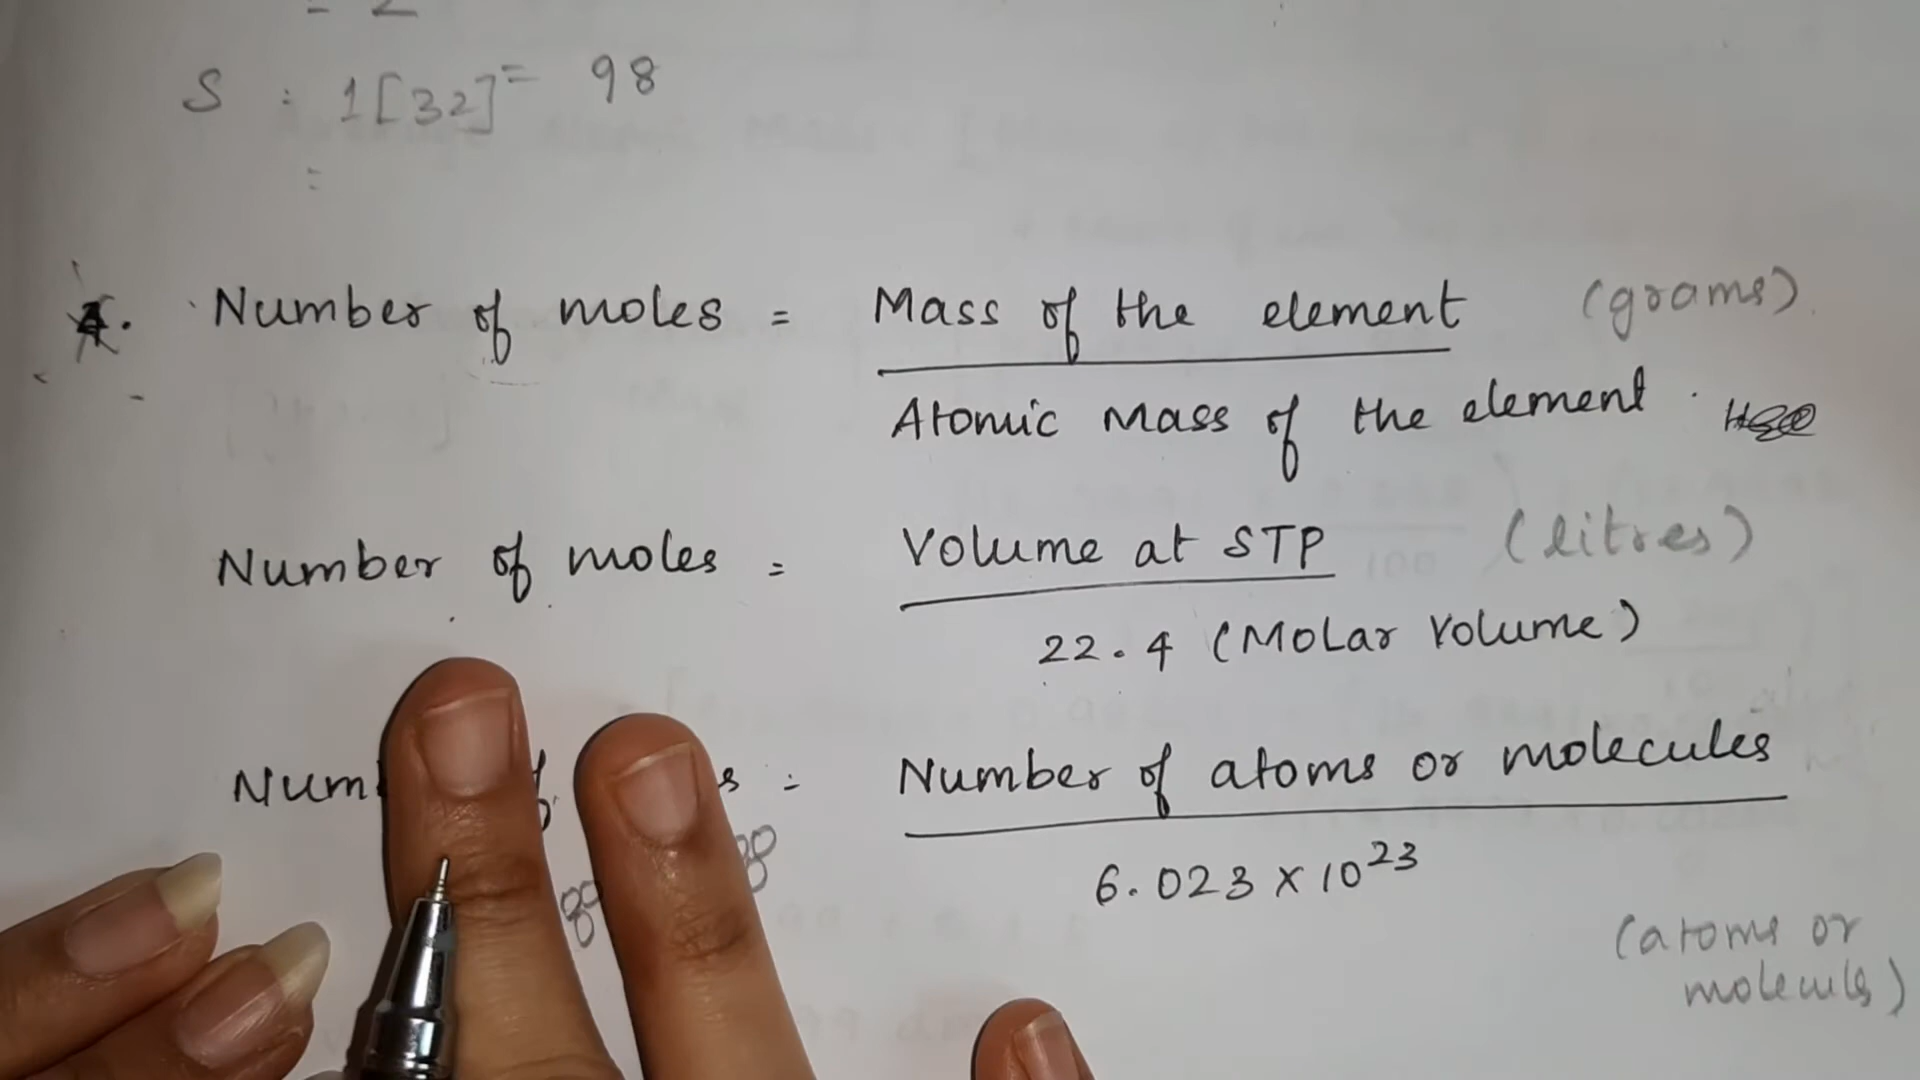 = 2
S : 1[32] = 98
=
4. Number of moles = Mass of the element (grams)
Atomic Mass of the element .
Number of moles = Volume at STP (litres)
22.4 (Molar Volume)
= Number of atoms or molecules
6.023 x 10^23
(atoms or
molecules)